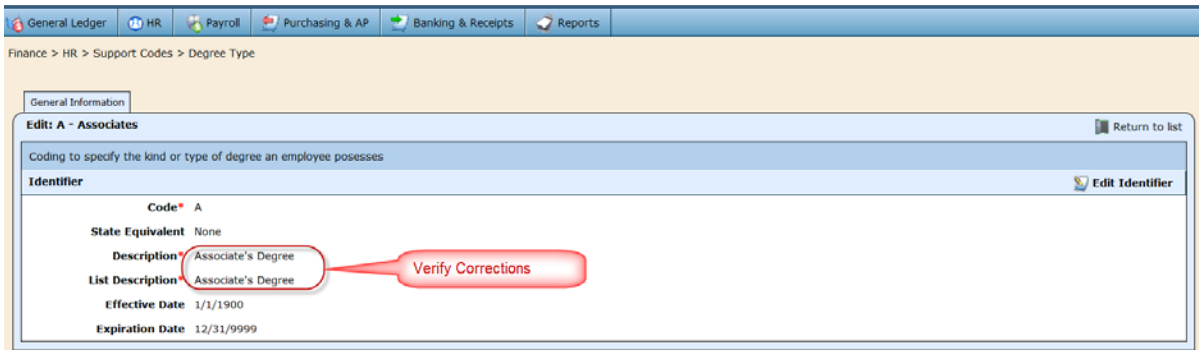 General Ledger HR Payroll Purchasing & AP Banking & Receipts Reports
Finance > HR > Support Codes > Degree Type
General Information
Edit: A - Associates Return to list
Coding to specify the kind or type of degree an employee posesses
Identifier Edit Identifier
Code* A
State Equivalent None
Description* Associate's Degree
Verify Corrections
List Description* Associate's Degree
Effective Date 1/1/1900
Expiration Date 12/31/9999